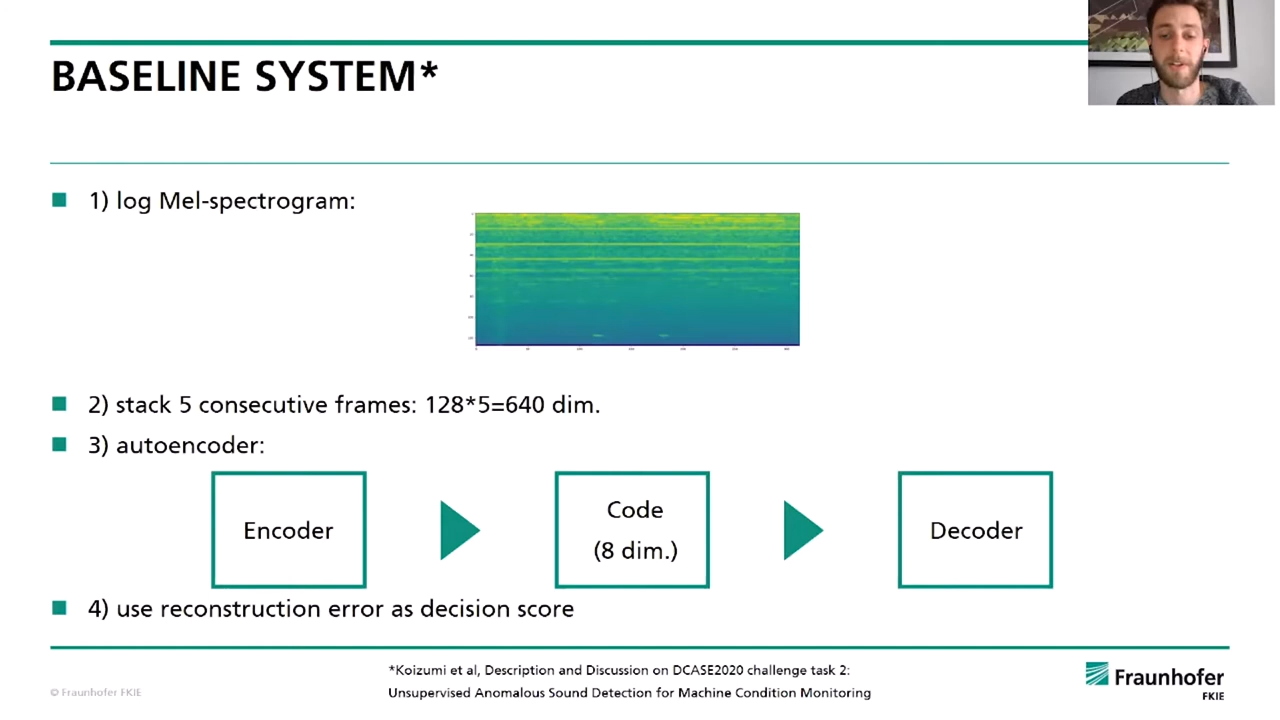 BASELINE SYSTEM*
1) log Mel-spectrogram:
2) stack 5 consecutive frames: 128*5=640 dim.
3) autoencoder:
Encoder
Code
(8 dim.)
Decoder
4) use reconstruction error as decision score
*Koizumi et al, Description and Discussion on DCASE2020 challenge task 2:
Unsupervised Anomalous Sound Detection for Machine Condition Monitoring
© Fraunhofer FKIE
Fraunhofer
FKIE